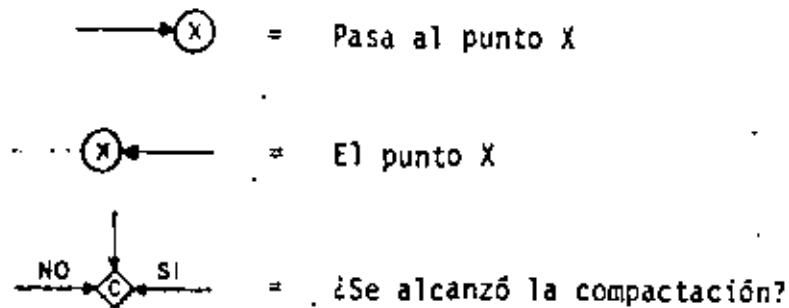 X = Pasa al punto X
X = El punto X
NO C SI = ¿Se alcanzó la compactación?